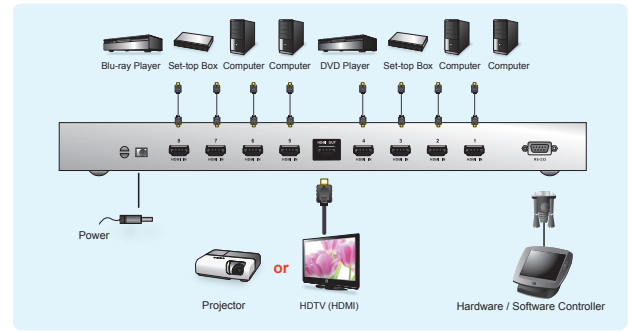 Blu-ray Player Set-top Box Computer Computer DVD Player Set-top Box Computer Computer
8 7 6 5 HDMI OUT 4 3 2 1
HDMI IN HDMI IN HDMI IN HDMI IN HDMI IN HDMI IN HDMI IN HDMI IN RS-232
Power
or
Projector HDTV (HDMI) Hardware / Software Controller